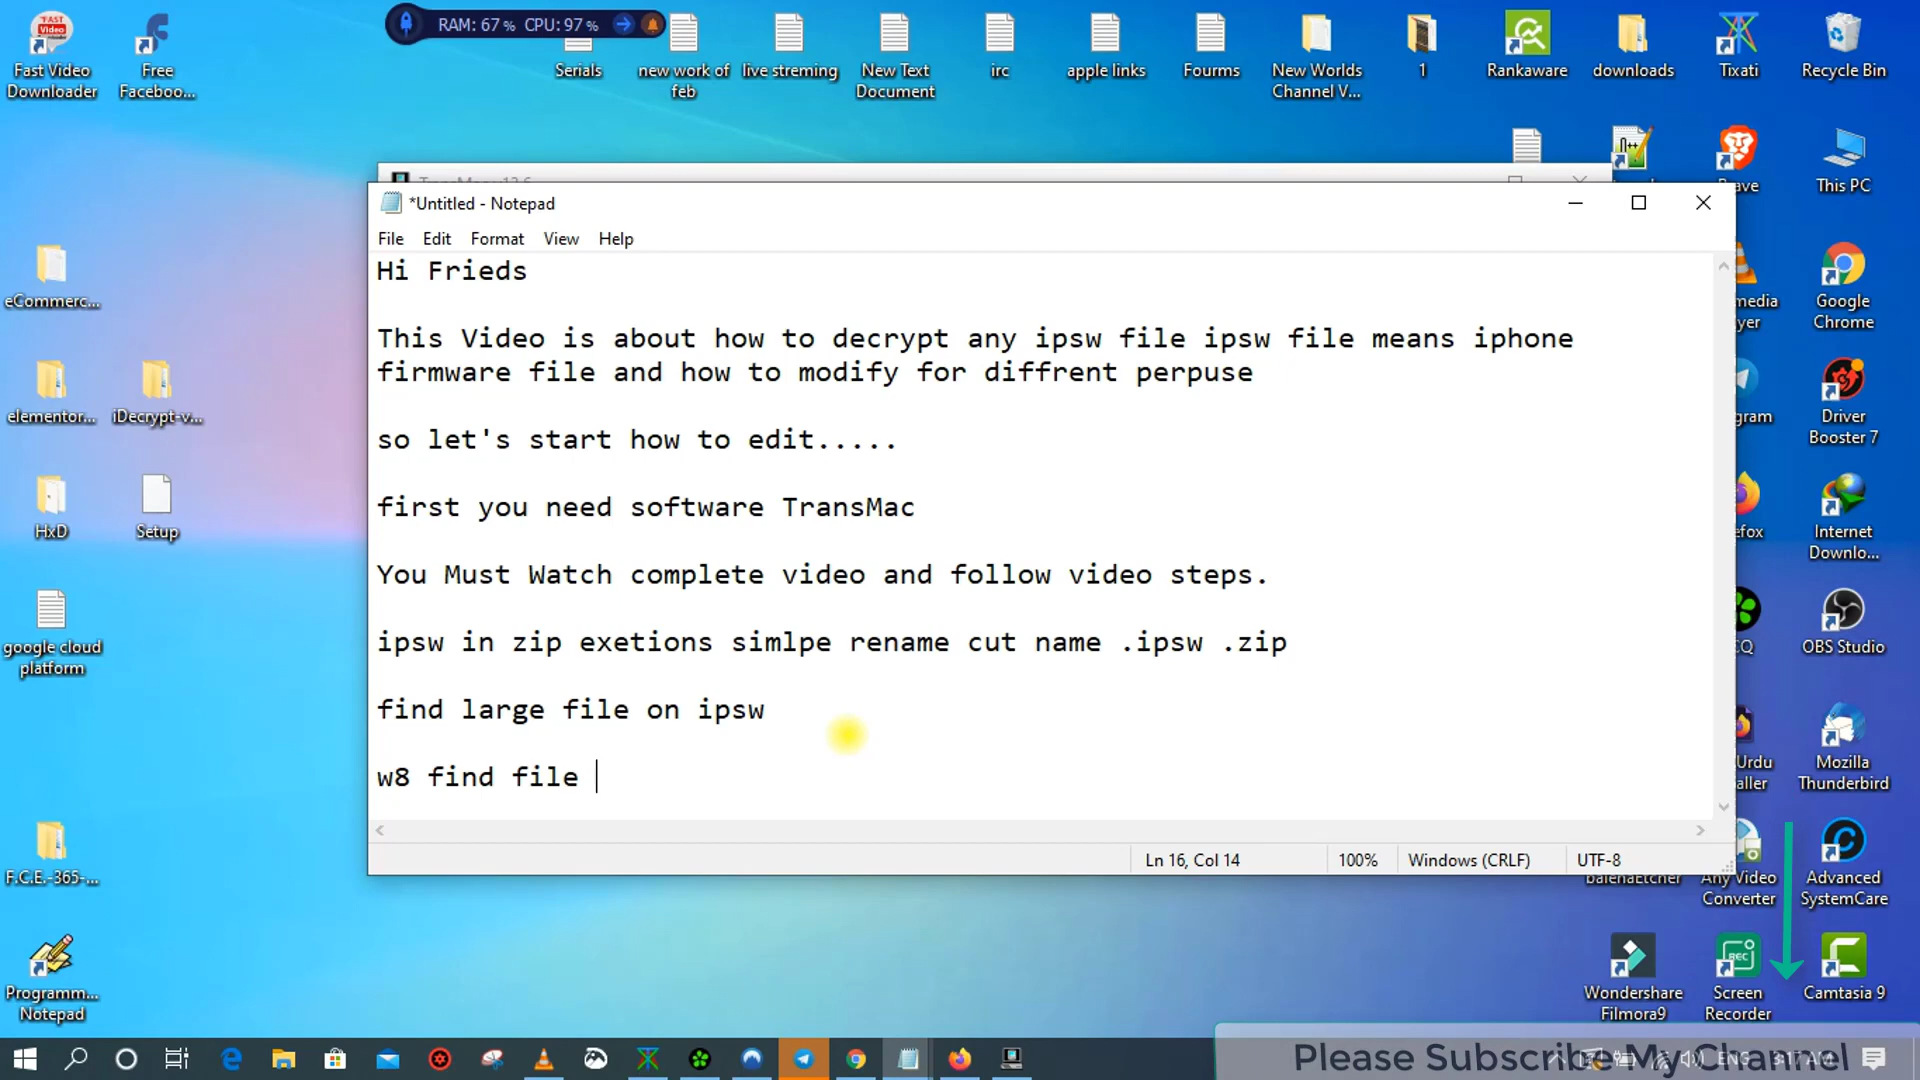 RAM: 67 % CPU: 97 %
Fast Video
Downloader
Free
Faceboo...
Serials
new work of
feb
live streming
New Text
Document
irc
apple links
Fourms
New Worlds
Channel V...
1
Rankaware
downloads
Tixati
Recycle Bin
This PC
*Untitled - Notepad
File Edit Format View Help
Hi Frieds
This Video is about how to decrypt any ipsw file ipsw file means iphone
firmware file and how to modify for diffrent perpuse
so let's start how to edit.....
first you need software TransMac
You Must Watch complete video and follow video steps.
ipsw in zip exetions simlpe rename cut name .ipsw .zip
find large file on ipsw
w8 find file
Ln 16, Col 14
100%
Windows (CRLF)
UTF-8
eCommerc...
elementor...
iDecrypt-v...
HxD
Setup
google cloud
platform
F.C.E.-365-...
Programm...
Notepad
Google
Chrome
Driver
Booster 7
Internet
Downlo...
OBS Studio
Mozilla
Thunderbird
Any Video
Converter
Advanced
SystemCare
Wondershare
Filmora9
Screen
Recorder
Camtasia 9
Please Subscribe My Channel